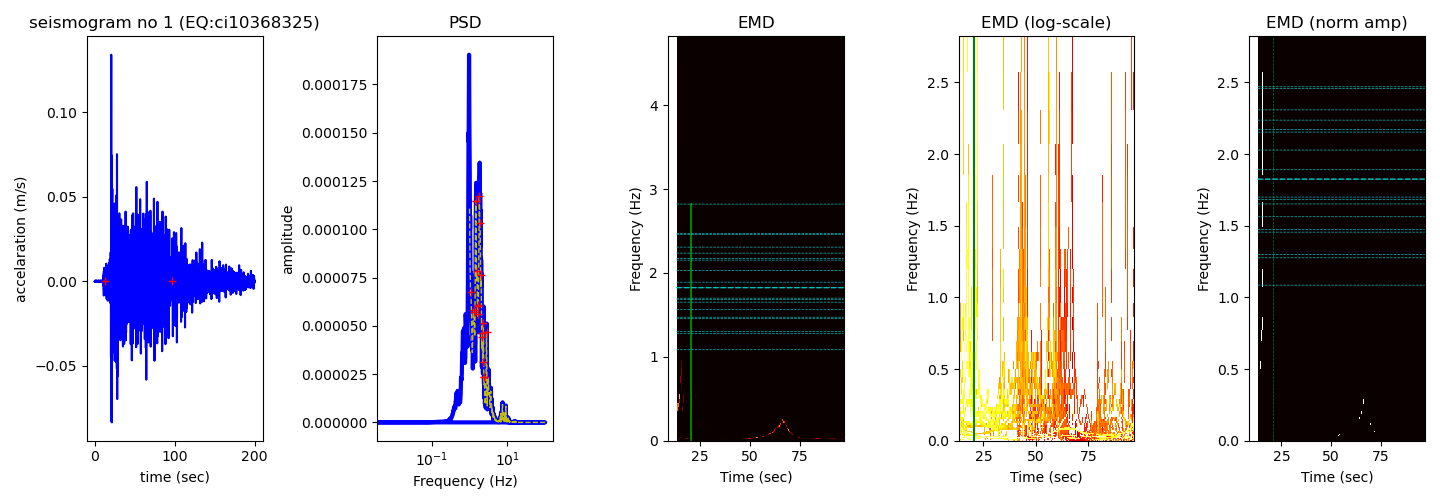 seismogram no 1 (EQ:ci10368325)
accelaration (m/s)
0.10
0.05
0.00
−0.05
0
100
200
time (sec)
PSD
amplitude
0.000175
0.000150
0.000125
0.000100
0.000075
0.000050
0.000025
0.000000
10⁻¹
10¹
Frequency (Hz)
EMD
Frequency (Hz)
4
3
2
1
0
25
50
75
Time (sec)
EMD (log-scale)
Frequency (Hz)
2.5
2.0
1.5
1.0
0.5
0.0
25
50
75
Time (sec)
EMD (norm amp)
Frequency (Hz)
2.5
2.0
1.5
1.0
0.5
0.0
25
50
75
Time (sec)